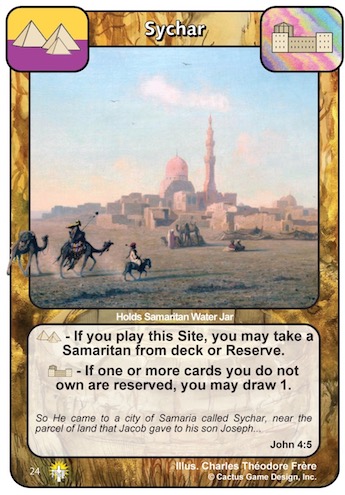 Sychar
Holds Samaritan Water Jar
- If you play this Site, you may take a
Samaritan from deck or Reserve.
- If one or more cards you do not
own are reserved, you may draw 1.
So He came to a city of Samaria called Sychar, near the
parcel of land that Jacob gave to his son Joseph...
John 4:5
24
Illus. Charles Théodore Frère
© Cactus Game Design, Inc.